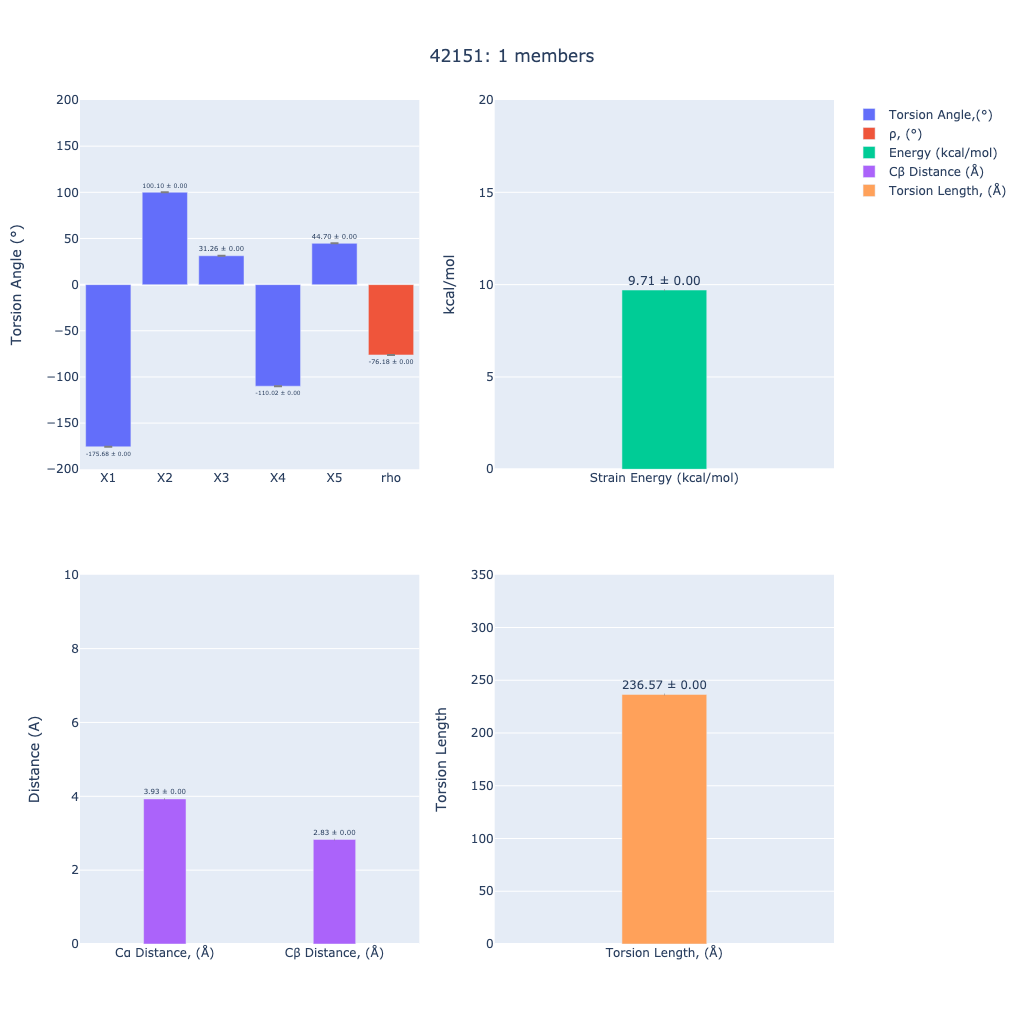 42151: 1 members
Torsion Angle (°)
200
150
100
50
0
−50
−100
−150
−200
-175.68 ± 0.00
100.10 ± 0.00
31.26 ± 0.00
-110.02 ± 0.00
44.70 ± 0.00
-76.18 ± 0.00
X1 X2 X3 X4 X5 rho
kcal/mol
20
15
10
5
0
9.71 ± 0.00
Strain Energy (kcal/mol)
Torsion Angle,(°)
ρ, (°)
Energy (kcal/mol)
Cβ Distance (Å)
Torsion Length, (Å)
Distance (A)
10
8
6
4
2
0
3.93 ± 0.00
2.83 ± 0.00
Cα Distance, (Å) Cβ Distance, (Å)
Torsion Length
350
300
250
200
150
100
50
0
236.57 ± 0.00
Torsion Length, (Å)